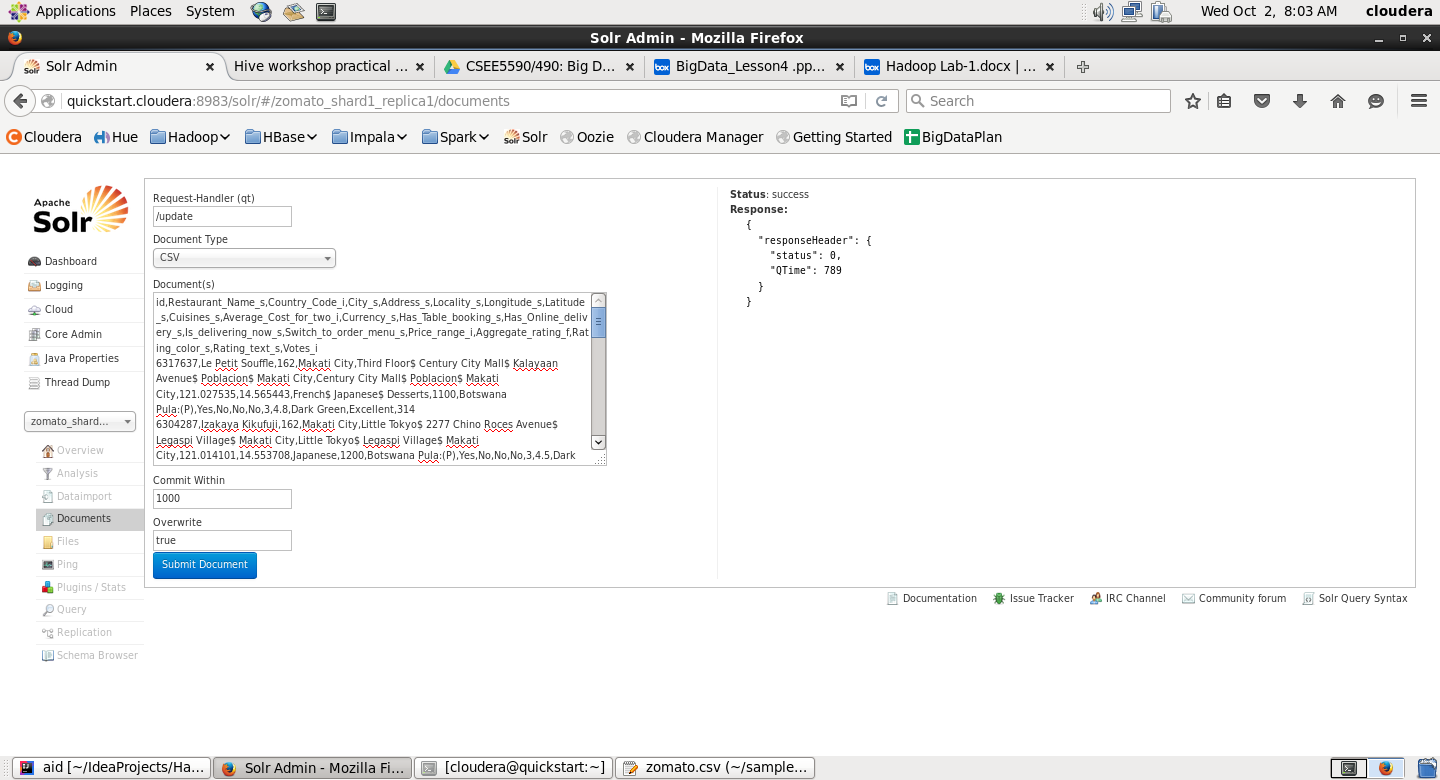 Applications Places System Wed Oct 2, 8:03 AM cloudera
Solr Admin - Mozilla Firefox
Solr Admin Hive workshop practical ... CSEE5590/490: Big D... BigData_Lesson4 .pp... Hadoop Lab-1.docx | ...
quickstart.cloudera:8983/solr/#/zomato_shard1_replica1/documents Search
Cloudera Hue Hadoop HBase Impala Spark Solr Oozie Cloudera Manager Getting Started BigDataPlan
Apache
Solr
Dashboard
Logging
Cloud
Core Admin
Java Properties
Thread Dump
zomato_shard...
Overview
Analysis
Dataimport
Documents
Files
Ping
Plugins / Stats
Query
Replication
Schema Browser
Request-Handler (qt)
/update
Document Type
CSV
Document(s)
id,Restaurant_Name_s,Country_Code_i,City_s,Address_s,Locality_s,Longitude_s,Latitude
_s,Cuisines_s,Average_Cost_for_two_i,Currency_s,Has_Table_booking_s,Has_Online_deliv
ery_s,Is_delivering_now_s,Switch_to_order_menu_s,Price_range_i,Aggregate_rating_f,Rat
ing_color_s,Rating_text_s,Votes_i
6317637,Le Petit Souffle,162,Makati City,Third Floor$ Century City Mall$ Kalayaan
Avenue$ Poblacion$ Makati City,Century City Mall$ Poblacion$ Makati
City,121.027535,14.565443,French$ Japanese$ Desserts,1100,Botswana
Pula:(P),Yes,No,No,No,3,4.8,Dark Green,Excellent,314
6304287,Izakaya Kikufuji,162,Makati City,Little Tokyo$ 2277 Chino Roces Avenue$
Legaspi Village$ Makati City,Little Tokyo$ Legaspi Village$ Makati
City,121.014101,14.553708,Japanese,1200,Botswana Pula:(P),Yes,No,No,No,3,4.5,Dark
Commit Within
1000
Overwrite
true
Submit Document
Status: success
Response:
{
"responseHeader": {
"status": 0,
"QTime": 789
}
}
Documentation Issue Tracker IRC Channel Community forum Solr Query Syntax
aid [~/IdeaProjects/Ha... Solr Admin - Mozilla Fi... [cloudera@quickstart:~] zomato.csv (~/sample...